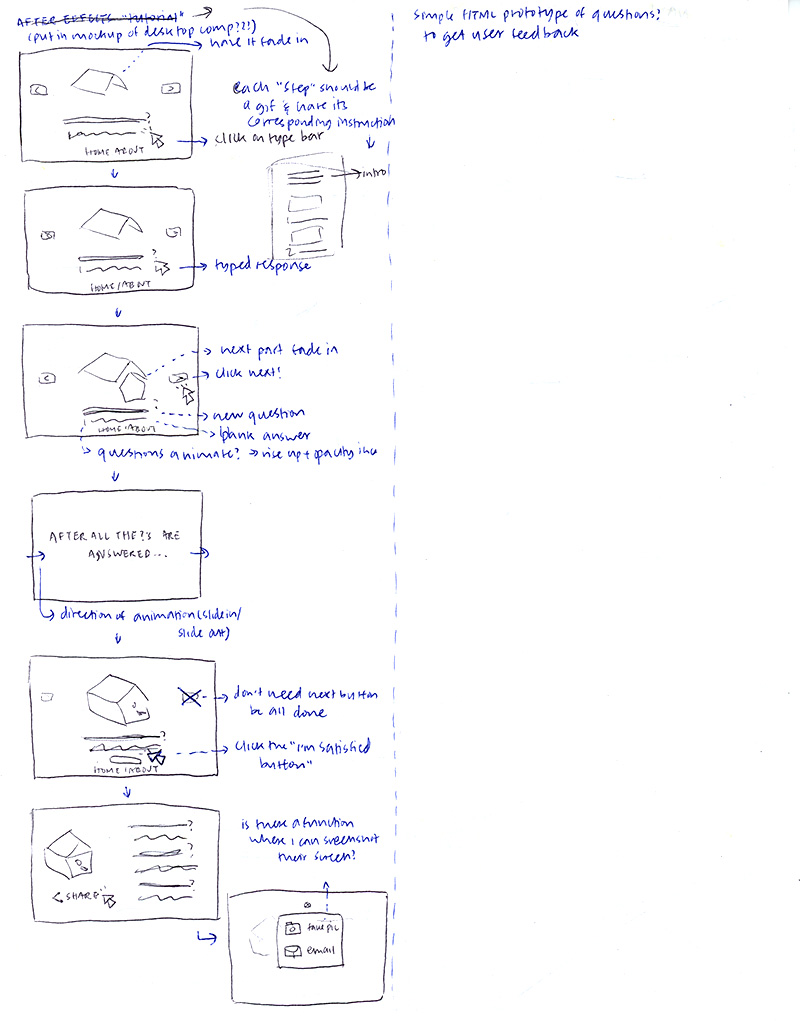 AFTER EFFECTS "tutorial"
(put in mockup of desktop comp???)
have it fade in
each "Step" should be
a gif & have its
corresponding instruction
< >
?
click on type bar
HOME ABOUT
intro
1
2
?
typed response
HOME/ABOUT
next part fade in
< >
click next!
new question
blank answer
HOME/ABOUT
questions animate? → rise up + opacity inc
AFTER ALL THE ?'S ARE
ANSWERED...
direction of animation (slide in/
slide out)
don't need next button
bc all done
?
click the "I'm satisfied
button"
HOME/ABOUT
?
?
?
SHARE
is there a function
where I can screenshot
their screen?
take pic
email
simple HTML prototype of questions?
to get user feedback